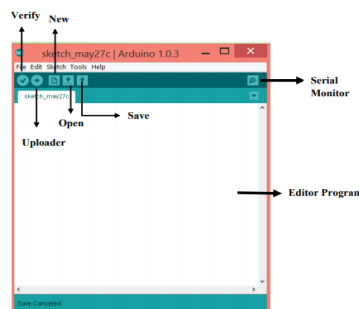 Verify
New
sketch_may27c | Arduino 1.0.3
File Edit Sketch Tools Help
sketch_may27c
Serial
Monitor
Save
Open
Uploader
Editor Program
Save Canceled.